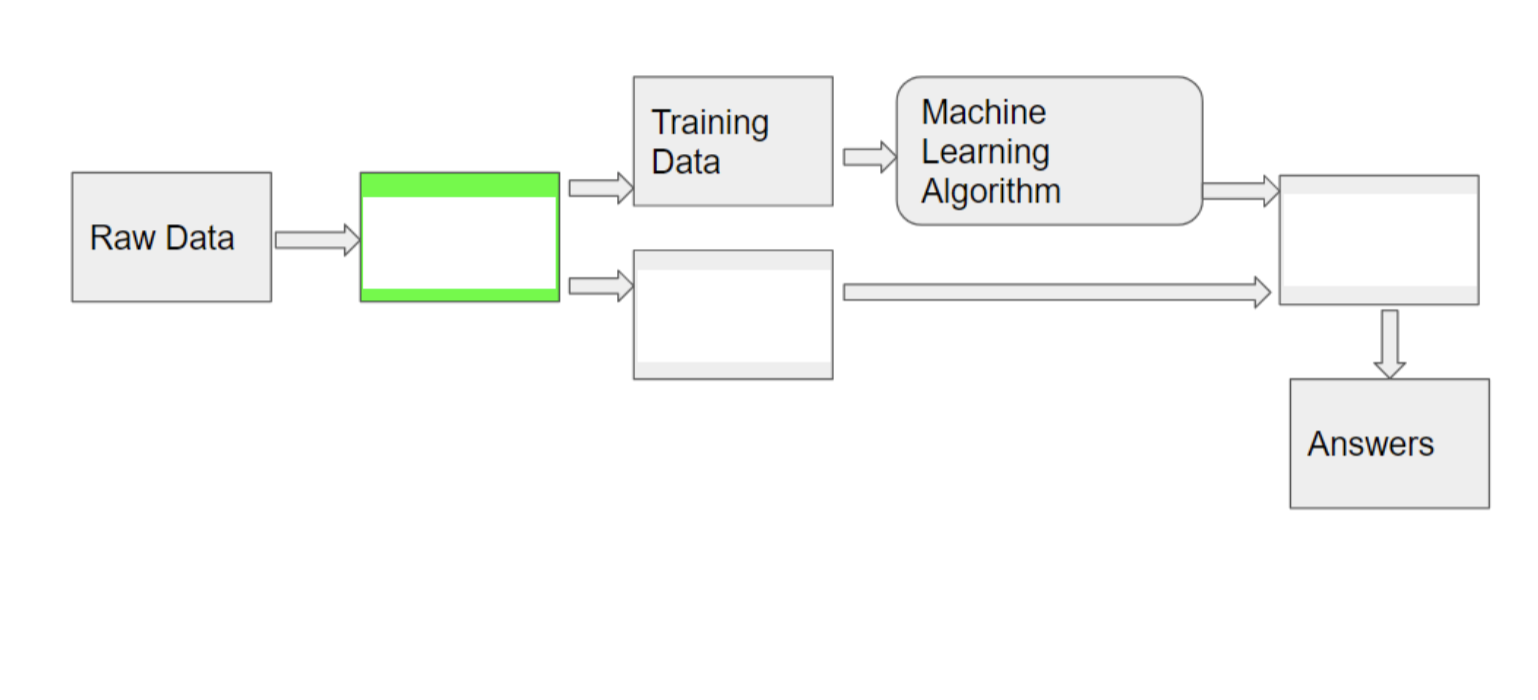 Raw Data
Training
Data
Machine
Learning
Algorithm
Answers